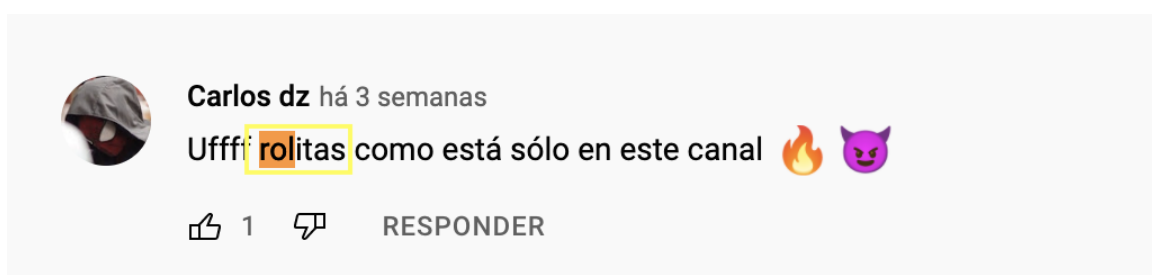 Carlos dz há 3 semanas
Uffff rolitas como está sólo en este canal 🔥 😈
1 RESPONDER